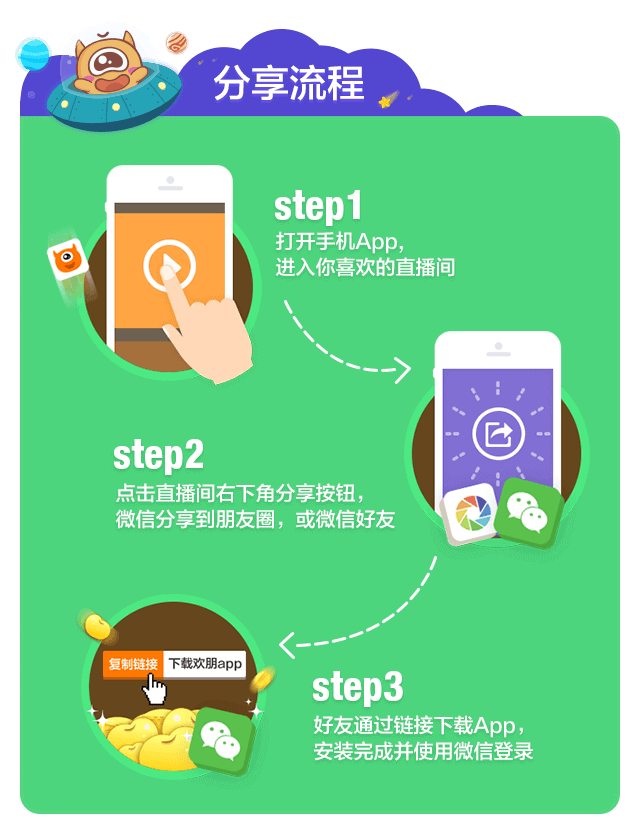 分享流程
step1
打开手机App,
进入你喜欢的直播间
step2
点击直播间右下角分享按钮，
微信分享到朋友圈，或微信好友
复制链接 下载欢朋app
step3
好友通过链接下载App，
安装完成并使用微信登录